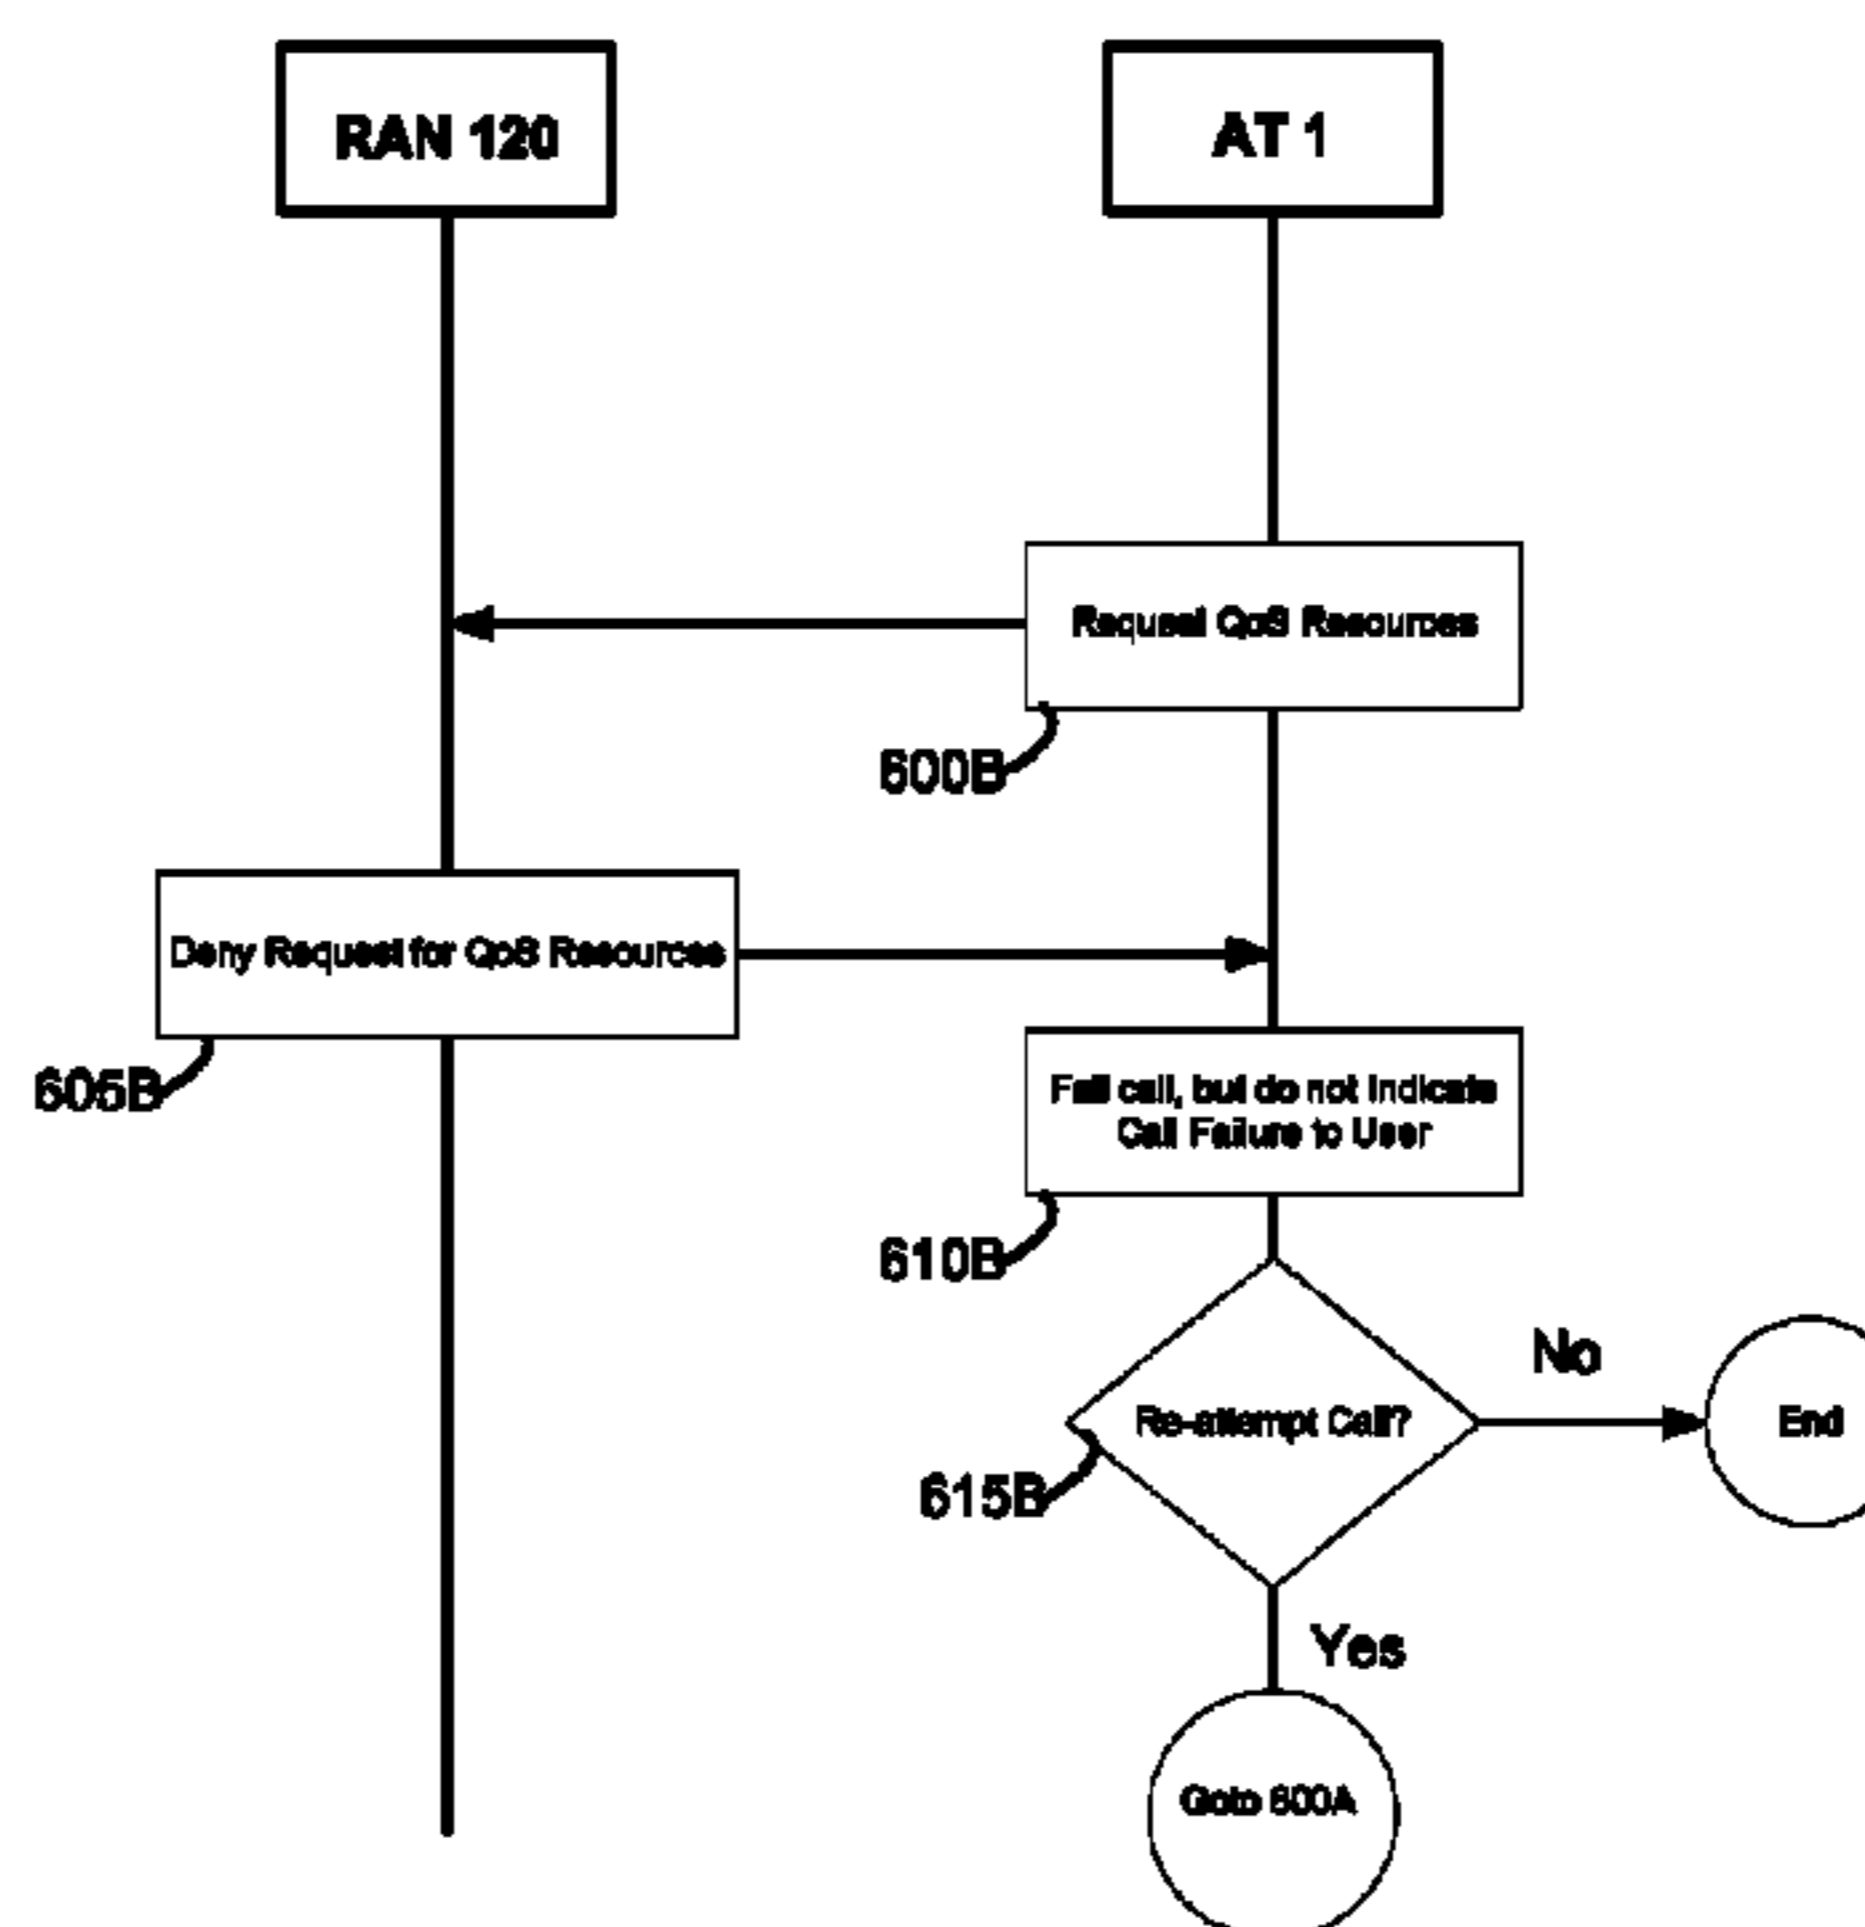 RAN 120
AT 1
Request QoS Resources
600B
Deny Request for QoS Resources
605B
Fail call, but do not Indicate
Call Failure to User
610B
Re-attempt Call?
No
End
615B
Yes
Goto 600A